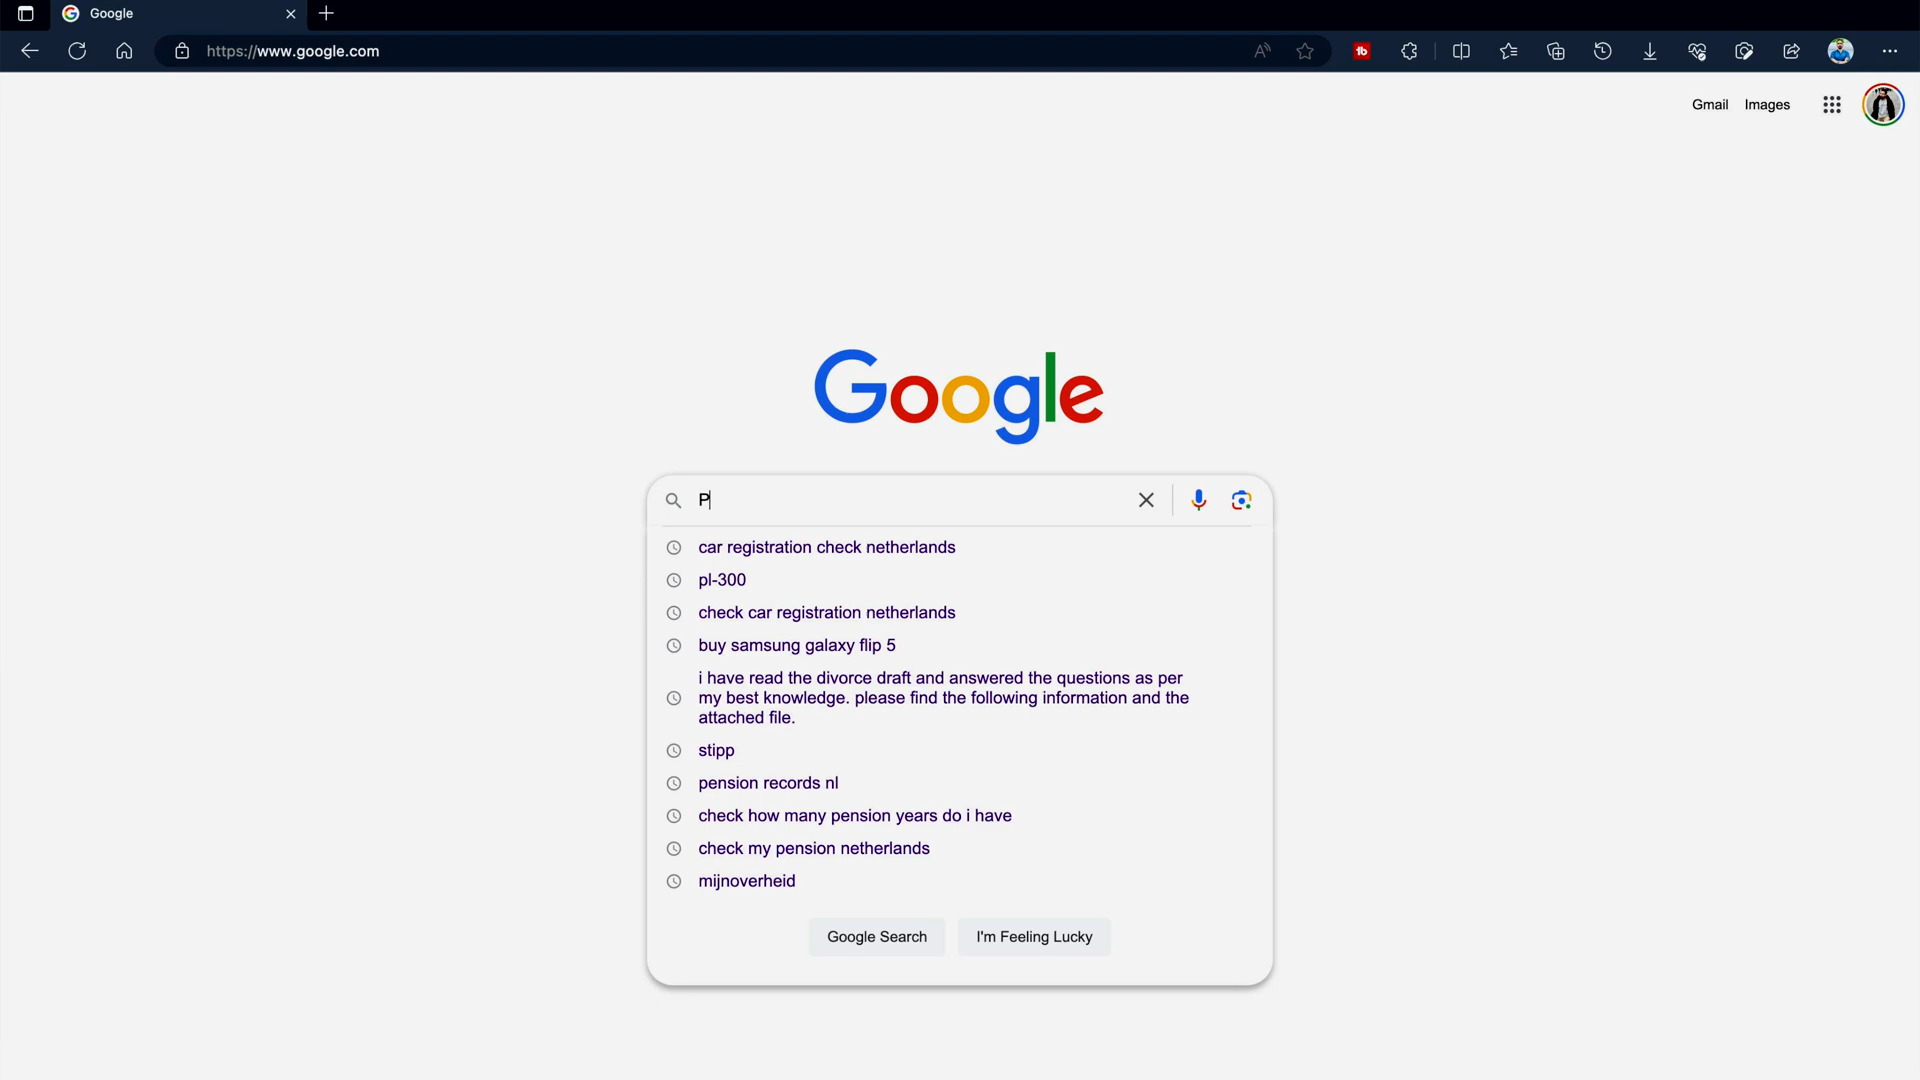 Google
https://www.google.com
Gmail Images
Google
P
car registration check netherlands
pl-300
check car registration netherlands
buy samsung galaxy flip 5
i have read the divorce draft and answered the questions as per
my best knowledge. please find the following information and the
attached file.
stipp
pension records nl
check how many pension years do i have
check my pension netherlands
mijnoverheid
Google Search I'm Feeling Lucky